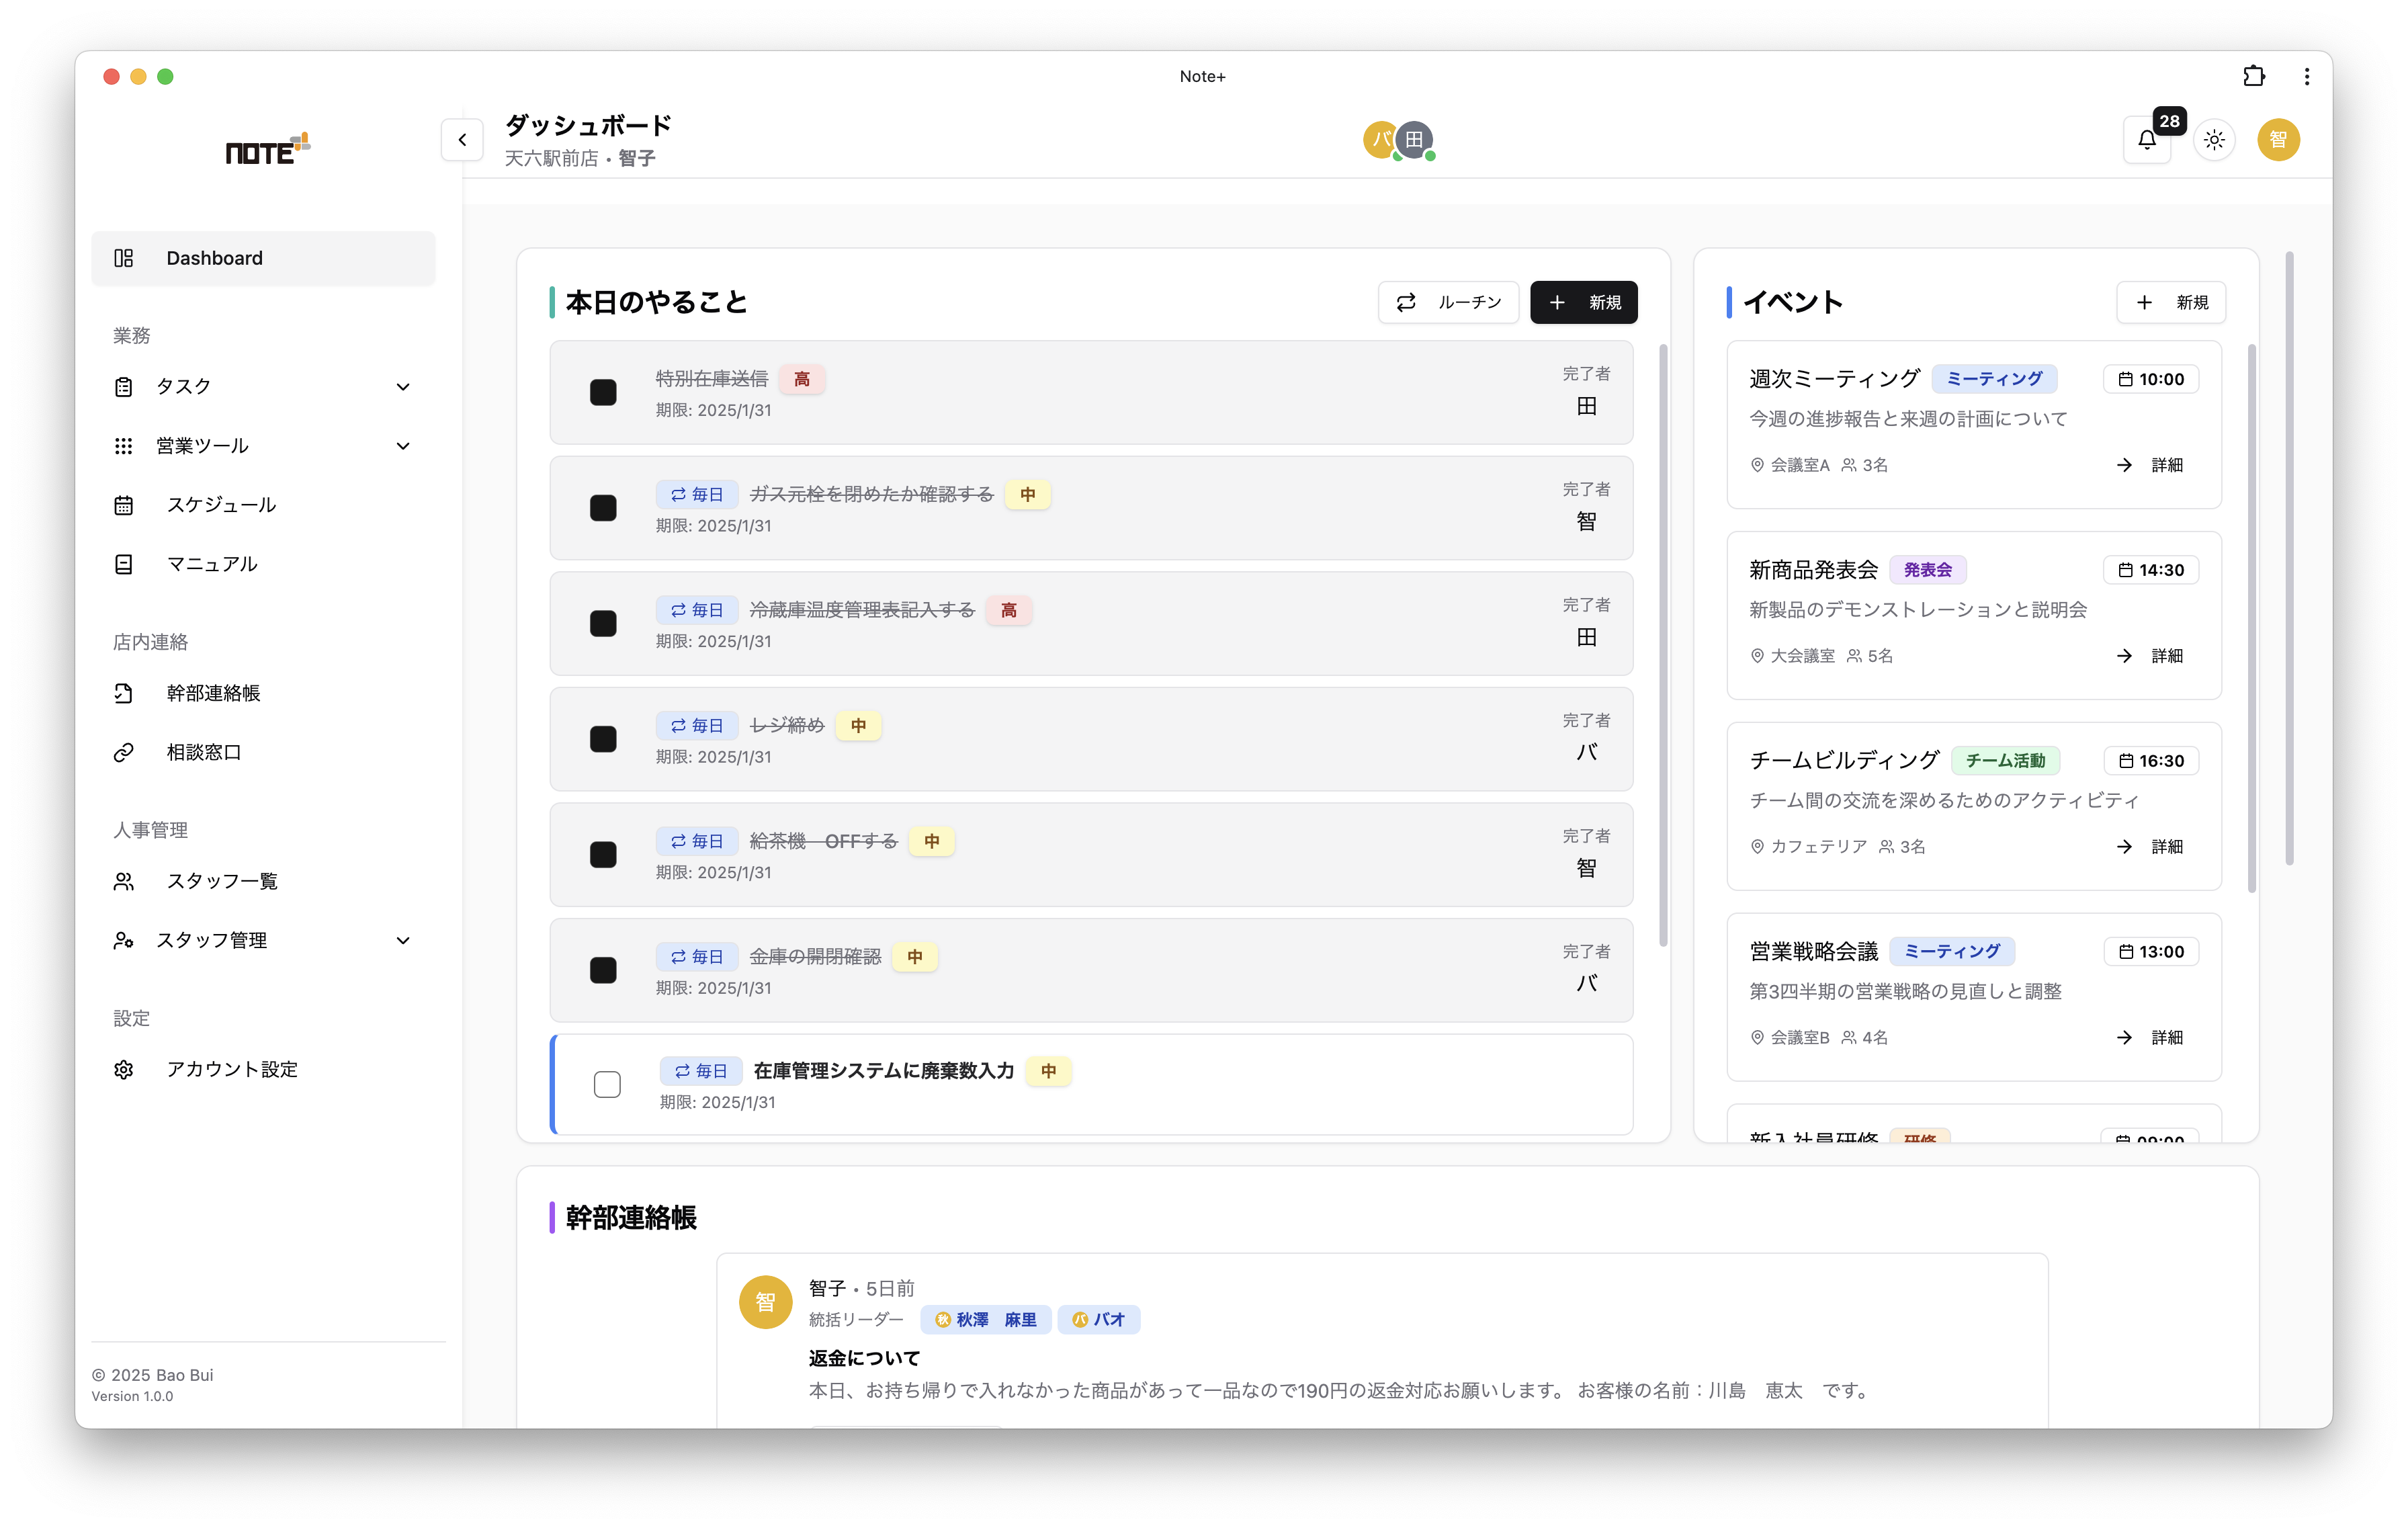 Note+
NOTE
ダッシュボード
天六駅前店 • 智子
バ 田
28
智
Dashboard
業務
タスク
営業ツール
スケジュール
マニュアル
店内連絡
幹部連絡帳
相談窓口
人事管理
スタッフ一覧
スタッフ管理
設定
アカウント設定
© 2025 Bao Bui
Version 1.0.0
本日のやること
ルーチン
新規
特別在庫送信 高
期限: 2025/1/31
完了者
田
毎日 ガス元栓を閉めたか確認する 中
期限: 2025/1/31
完了者
智
毎日 冷蔵庫温度管理表記入する 高
期限: 2025/1/31
完了者
田
毎日 レジ締め 中
期限: 2025/1/31
完了者
バ
毎日 給茶機　OFFする 中
期限: 2025/1/31
完了者
智
毎日 金庫の開閉確認 中
期限: 2025/1/31
完了者
バ
毎日 在庫管理システムに廃棄数入力 中
期限: 2025/1/31
イベント
新規
週次ミーティング ミーティング 10:00
今週の進捗報告と来週の計画について
会議室A 3名 詳細
新商品発表会 発表会 14:30
新製品のデモンストレーションと説明会
大会議室 5名 詳細
チームビルディング チーム活動 16:30
チーム間の交流を深めるためのアクティビティ
カフェテリア 3名 詳細
営業戦略会議 ミーティング 13:00
第3四半期の営業戦略の見直しと調整
会議室B 4名 詳細
新入社員研修 研修 09:00
幹部連絡帳
智
智子 • 5日前
統括リーダー 秋 秋澤　麻里 バ バオ
返金について
本日、お持ち帰りで入れなかった商品があって一品なので190円の返金対応お願いします。 お客様の名前：川島　恵太　です。